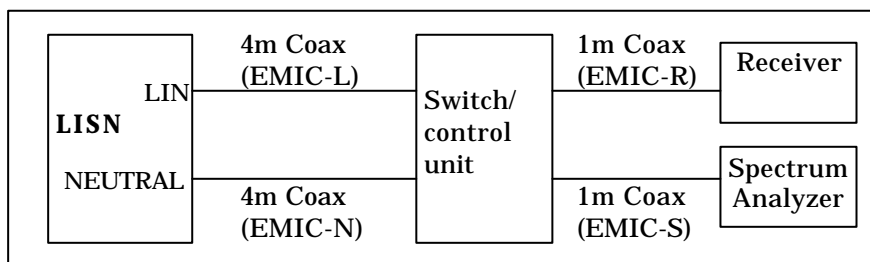 4m Coax
(EMIC-L)
1m Coax
(EMIC-R)
Receiver
LIN
LISN
Switch/
control
unit
NEUTRAL
4m Coax
(EMIC-N)
1m Coax
(EMIC-S)
Spectrum
Analyzer